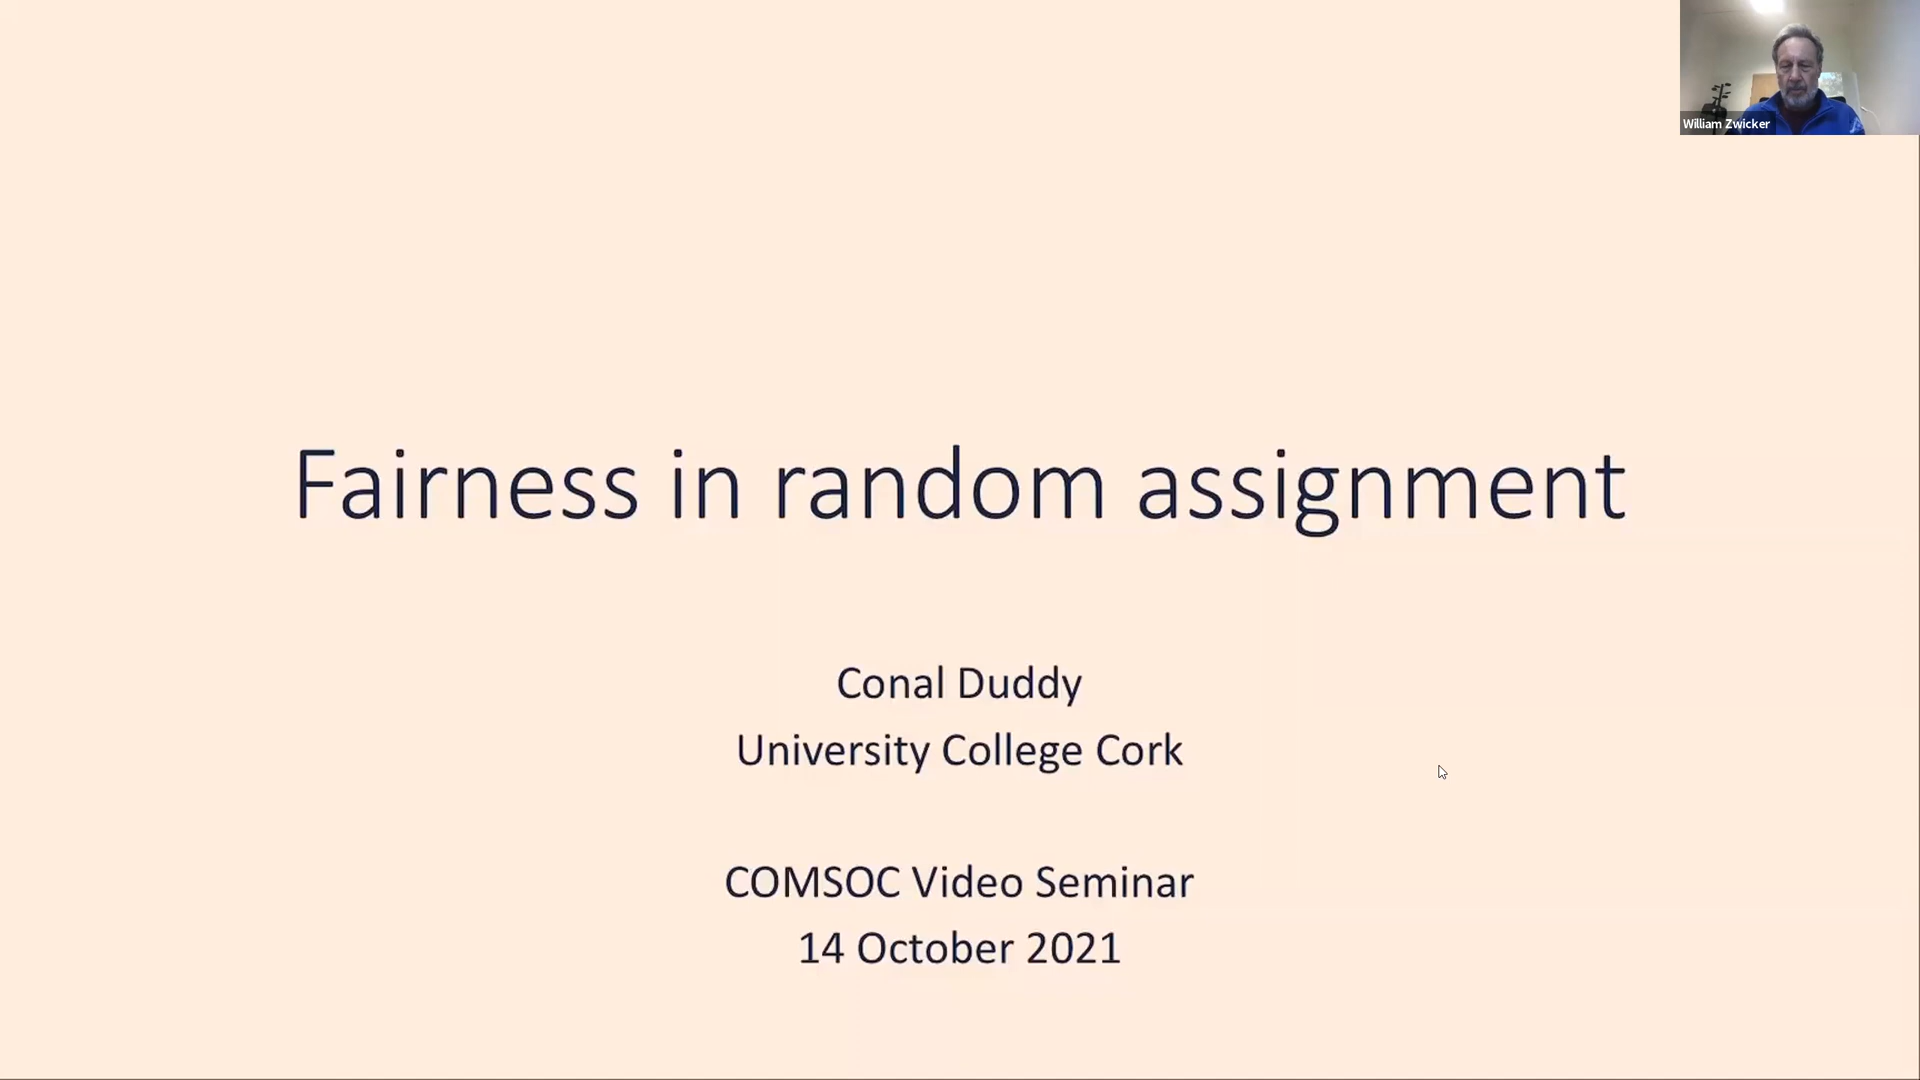 William Zwicker
Fairness in random assignment
Conal Duddy
University College Cork
COMSOC Video Seminar
14 October 2021